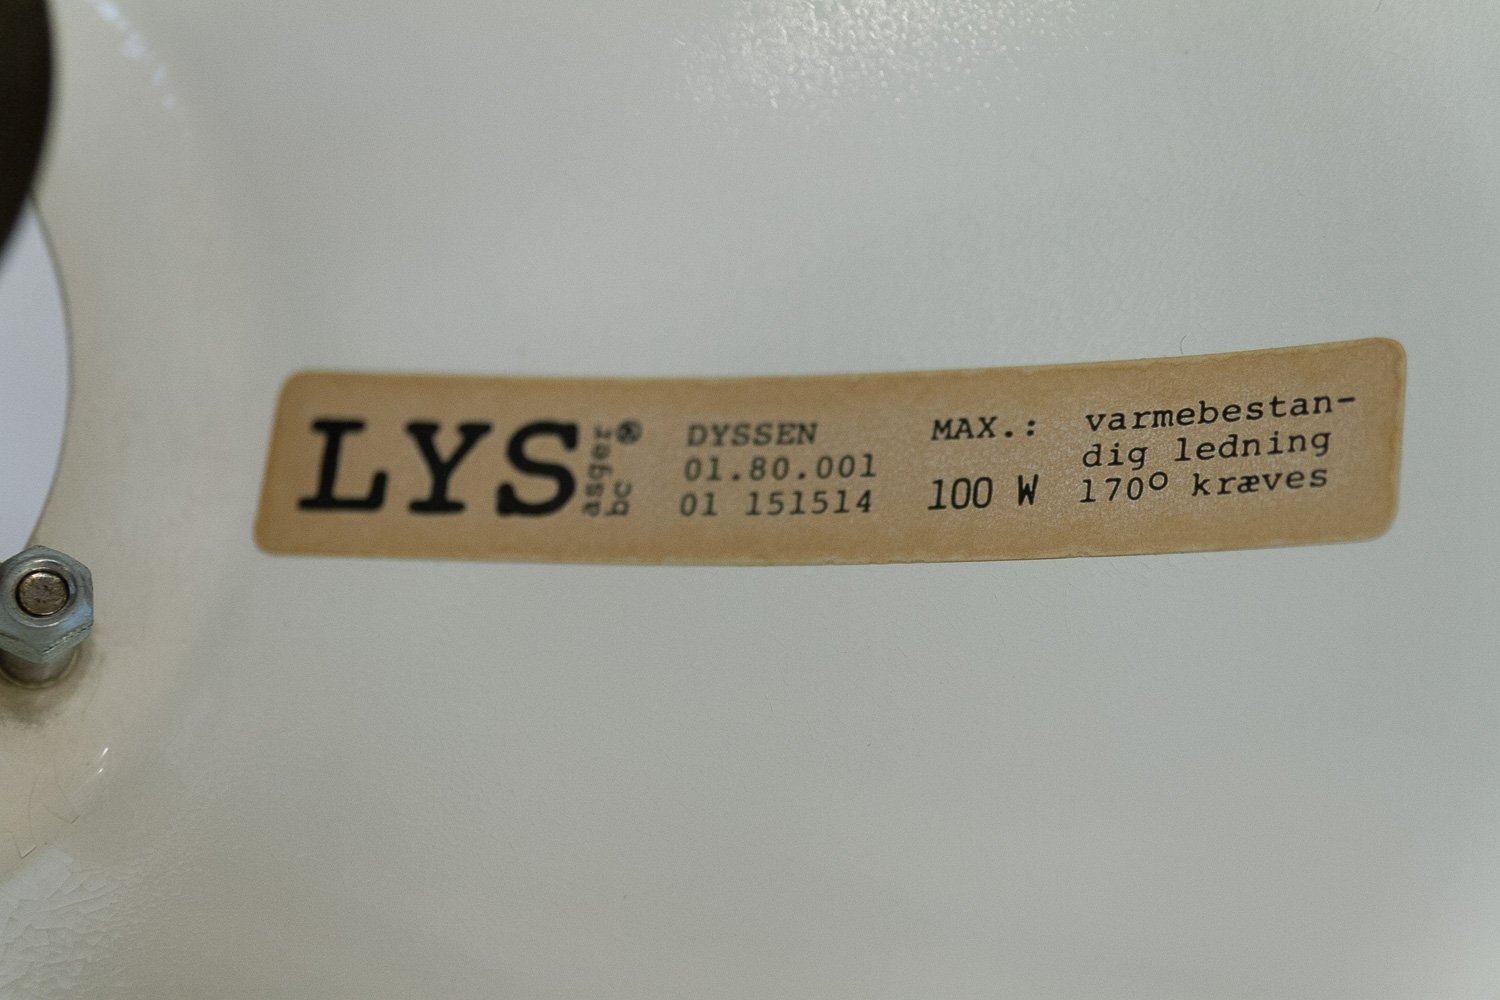 LYS
asger
bc
®
DYSSEN
01.80.001
01 151514
MAX.:
100 W
varmebestan-
dig ledning
170° kræves